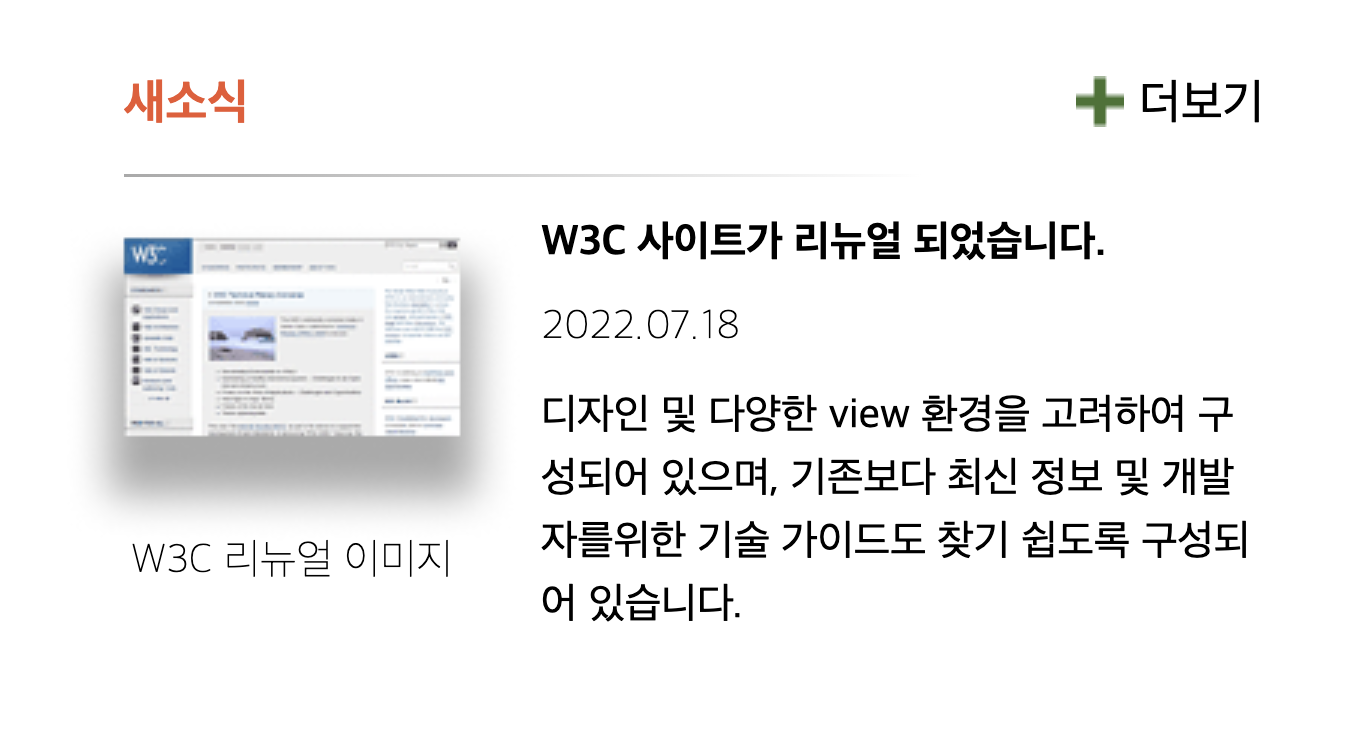 새소식
더보기
W3C
W3C 사이트가 리뉴얼 되었습니다.
2022.07.18
디자인 및 다양한 view 환경을 고려하여 구
성되어 있으며, 기존보다 최신 정보 및 개발
자를위한 기술 가이드도 찾기 쉽도록 구성되
어 있습니다.
W3C 리뉴얼 이미지